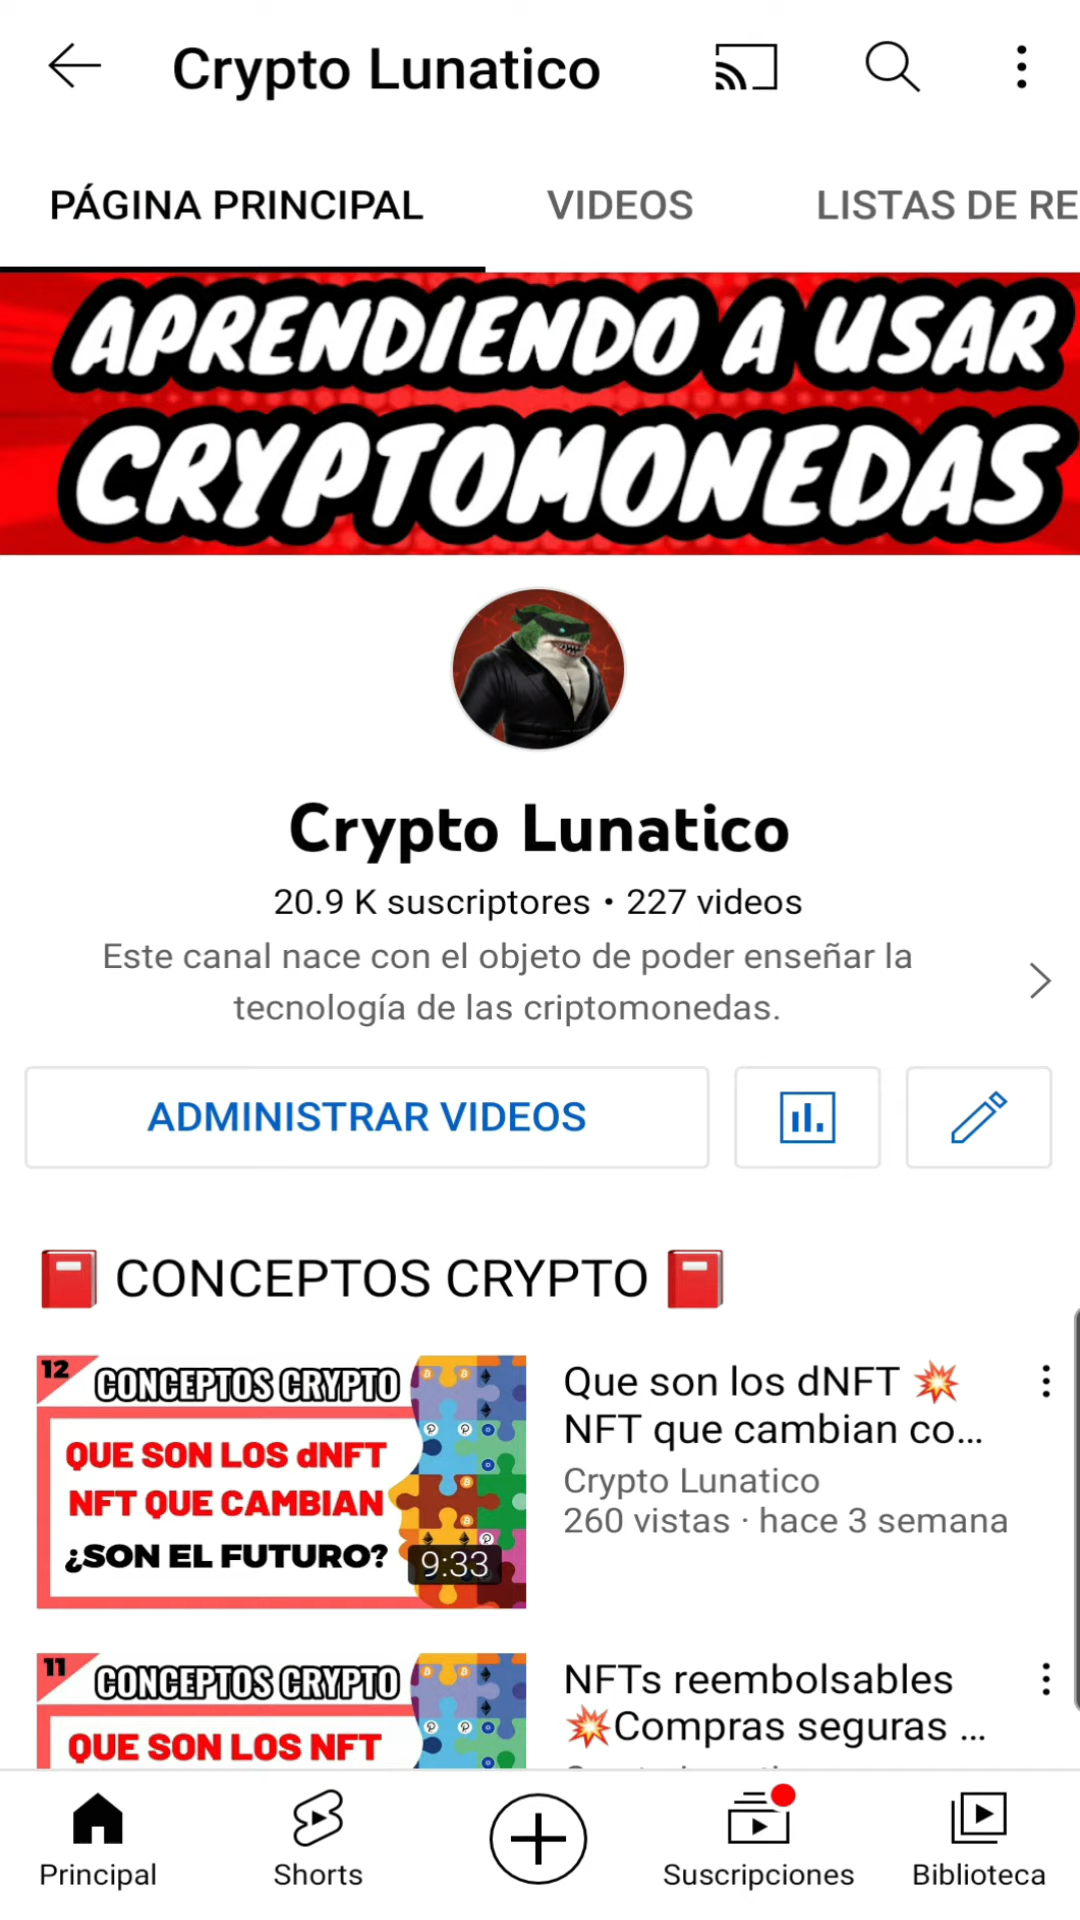 Crypto Lunatico
PÁGINA PRINCIPAL VIDEOS LISTAS DE RE
APRENDIENDO A USAR
CRYPTOMONEDAS
Crypto Lunatico
20.9 K suscriptores • 227 videos
Este canal nace con el objeto de poder enseñar la
tecnología de las criptomonedas.
ADMINISTRAR VIDEOS
📕 CONCEPTOS CRYPTO 📕
12
CONCEPTOS CRYPTO
QUE SON LOS dNFT
NFT QUE CAMBIAN
¿SON EL FUTURO?
9:33
Que son los dNFT 💥
NFT que cambian co...
Crypto Lunatico
260 vistas · hace 3 semana
11
CONCEPTOS CRYPTO
QUE SON LOS NFT
NFTs reembolsables
💥Compras seguras ...
Principal Shorts Suscripciones Biblioteca